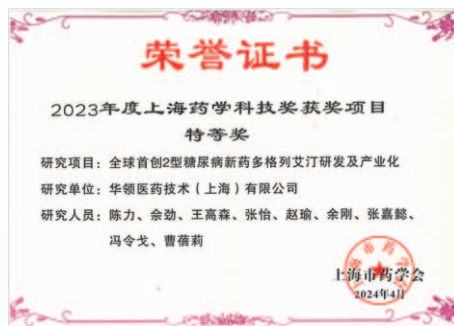 荣誉证书
2023年度上海药学科技奖获奖项目
特等奖
研究项目：全球首创2型糖尿病新药多格列艾汀研发及产业化
研究单位：华领医药技术（上海）有限公司
研究人员：陈力、佘劲、王高森、张怡、赵瑜、余刚、张嘉懿、
冯令戈、曹蓓莉
上海市药学会
2024年4月